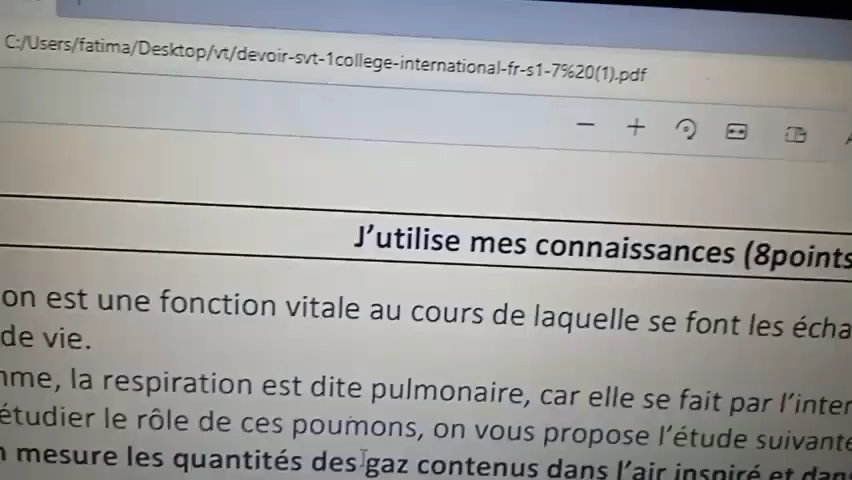 C:/Users/fatima/Desktop/vt/devoir-svt-1college-international-fr-s1-7%20(1).pdf
J’utilise mes connaissances (8points
on est une fonction vitale au cours de laquelle se font les écha
de vie.
me, la respiration est dite pulmonaire, car elle se fait par l’inter
étudier le rôle de ces poumons, on vous propose l’étude suivante
mesure les quantités des gaz contenus dans l’air inspiré et dan